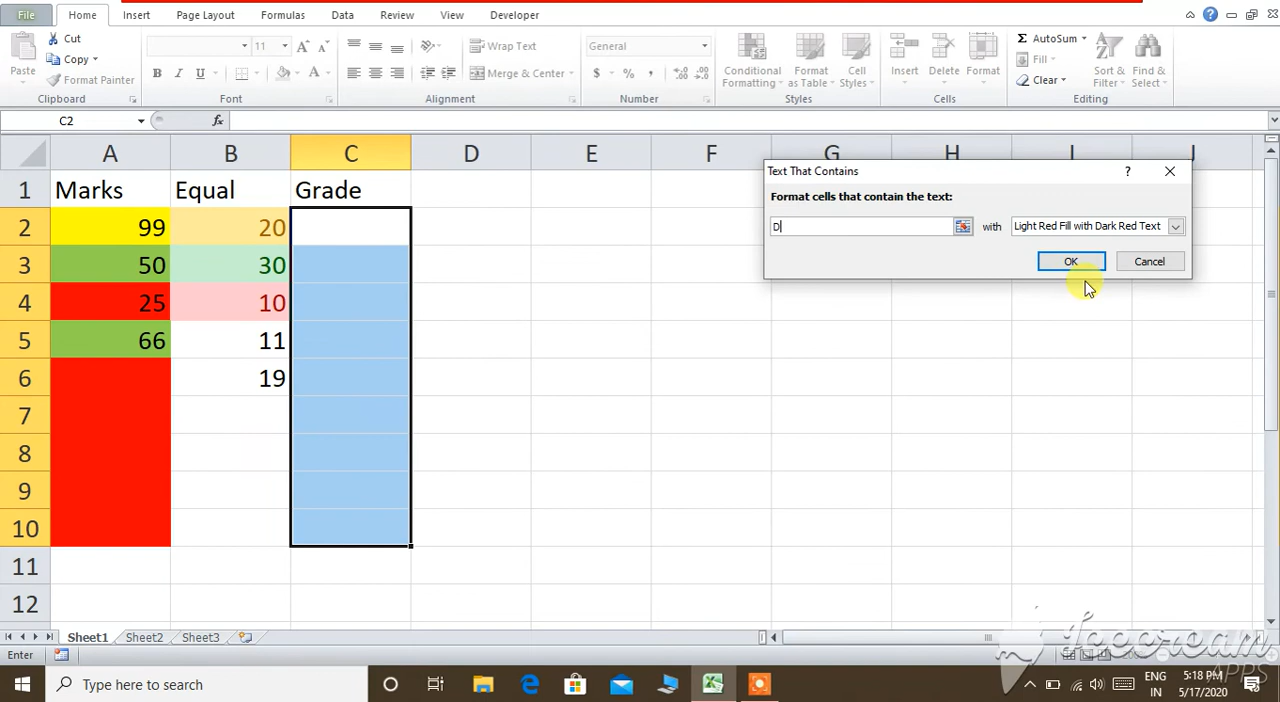 File Home Insert Page Layout Formulas Data Review View Developer
Cut
Copy
Format Painter
Paste
Clipboard
11
A A
B I U A
Font
Wrap Text
Merge & Center
Alignment
General
$ % ,
Number
Conditional Formatting
Format as Table
Cell Styles
Styles
Insert Delete Format
Cells
Σ AutoSum
Fill
Clear
Sort & Filter
Find & Select
Editing
C2 fx
A B C D E F G H I J
1 Marks Equal Grade
2 99 20
3 50 30
4 25 10
5 66 11
6 19
7
8
9
10
11
12
Text That Contains ?
Format cells that contain the text:
D with Light Red Fill with Dark Red Text
OK Cancel
Sheet1 Sheet2 Sheet3
Enter
Type here to search
ENG
IN
5:18 PM
5/17/2020
Icecream
APPS